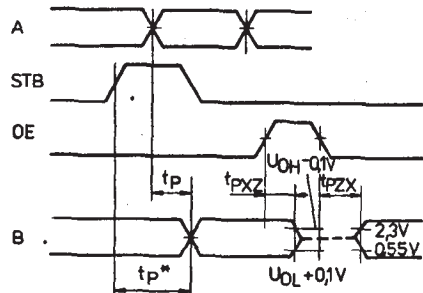 A
STB
OE
tP
tPXZ
UOH-0,1V
tPZX
B
2,3V
0,55V
tP*
UOL+0,1V